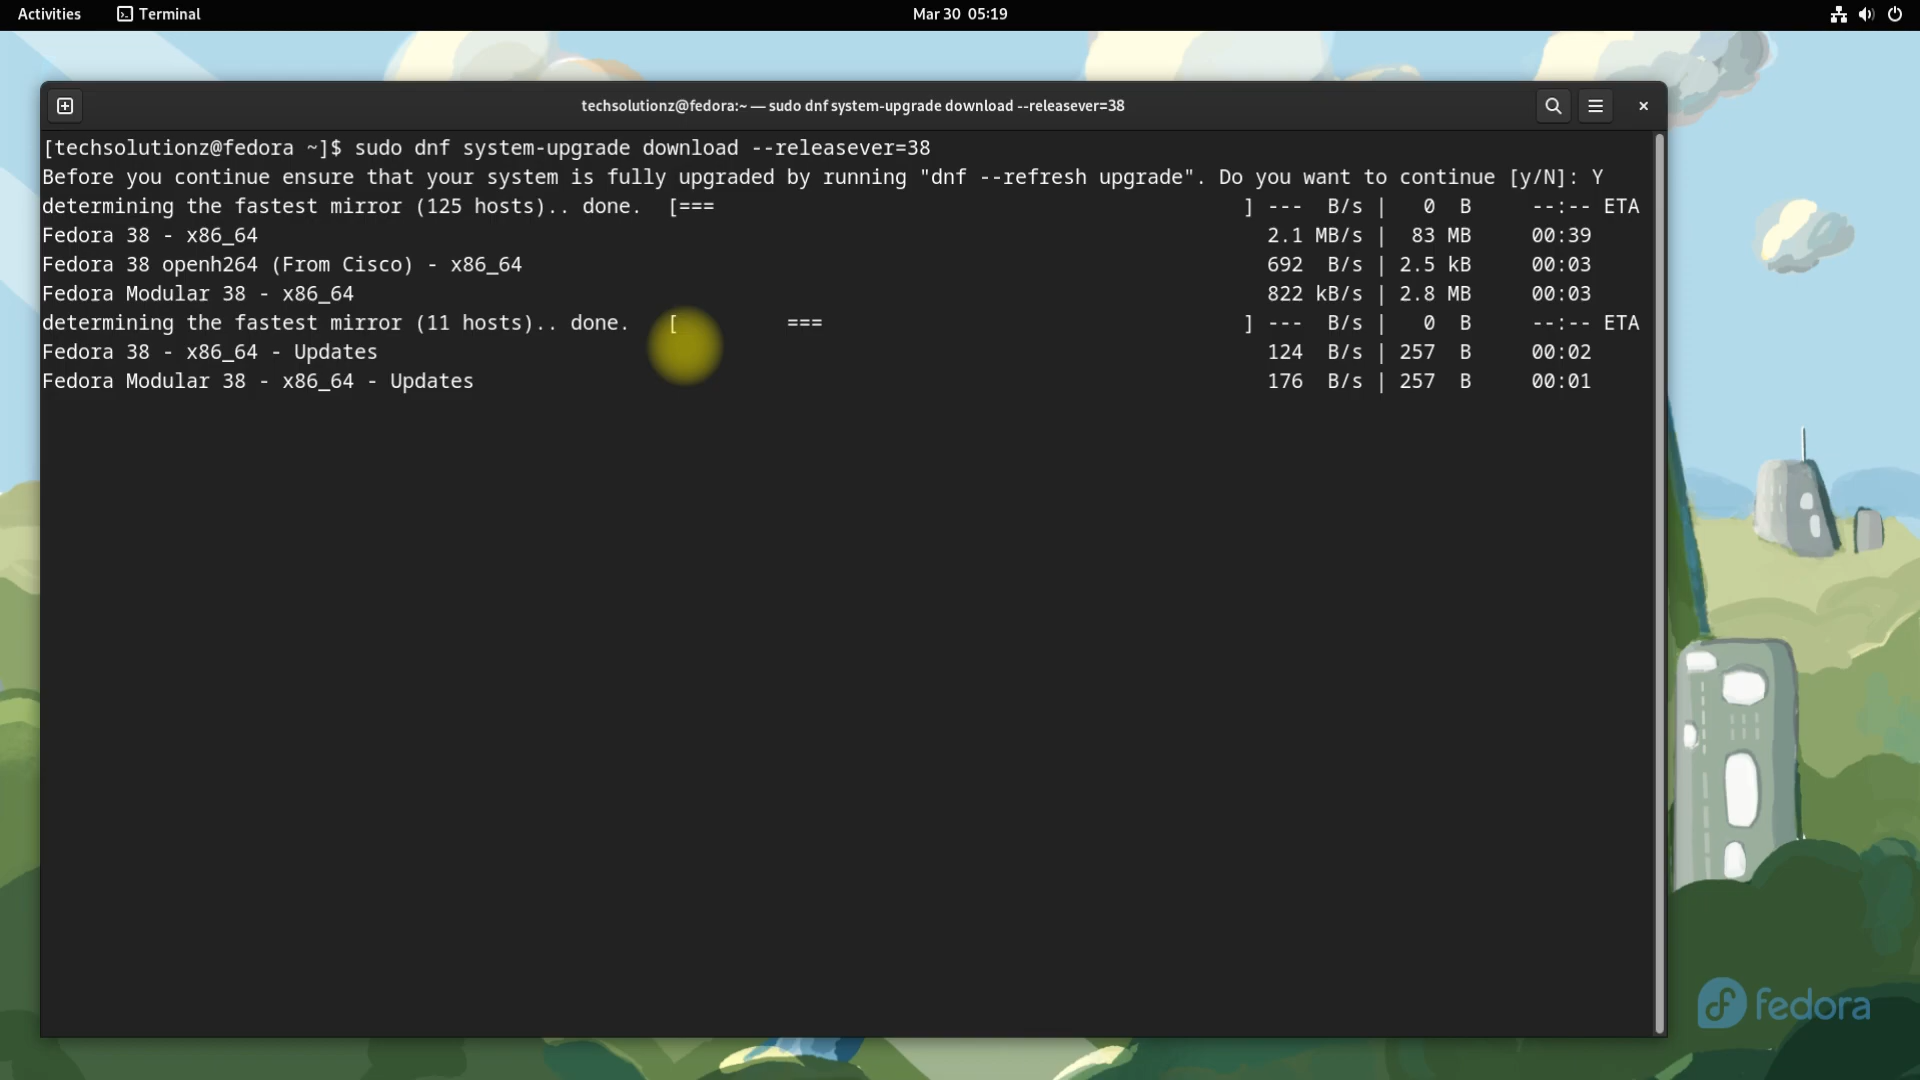 Activities Terminal Mar 30 05:19
techsolutionz@fedora:~ — sudo dnf system-upgrade download --releasever=38
[techsolutionz@fedora ~]$ sudo dnf system-upgrade download --releasever=38
Before you continue ensure that your system is fully upgraded by running "dnf --refresh upgrade". Do you want to continue [y/N]: Y
determining the fastest mirror (125 hosts).. done.  [===                                            ] ---  B/s |   0  B     --:-- ETA
Fedora 38 - x86_64                                                                                    2.1 MB/s |  83 MB     00:39
Fedora 38 openh264 (From Cisco) - x86_64                                                              692  B/s | 2.5 kB     00:03
Fedora Modular 38 - x86_64                                                                            822 kB/s | 2.8 MB     00:03
determining the fastest mirror (11 hosts).. done.   [         ===                                   ] ---  B/s |   0  B     --:-- ETA
Fedora 38 - x86_64 - Updates                                                                          124  B/s | 257  B     00:02
Fedora Modular 38 - x86_64 - Updates                                                                  176  B/s | 257  B     00:01
fedora